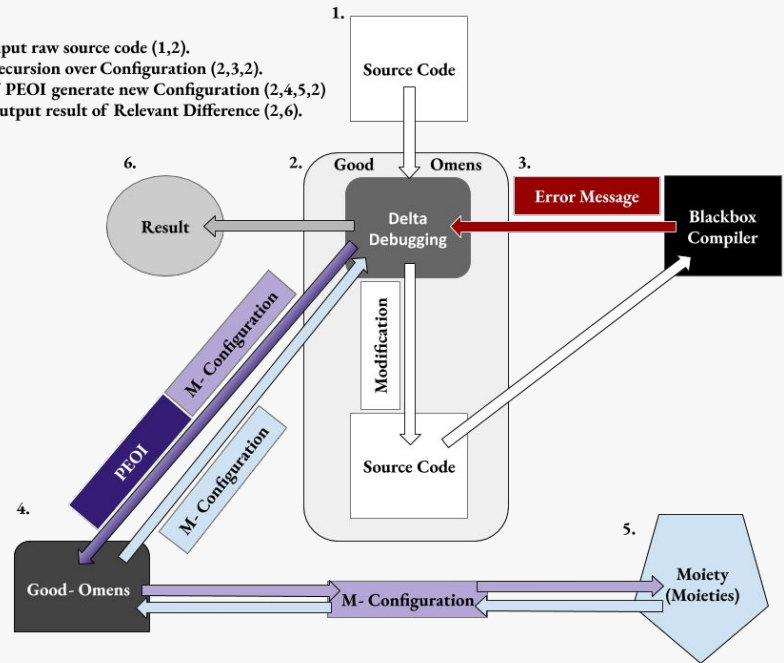 1.
nput raw source code (1,2).
ecursion over Configuration (2,3,2).
PEOI generate new Configuration (2,4,5,2)
utput result of Relevant Difference (2,6).
Source Code
6.
2.
Good Omens
3.
Error Message
Result
Delta
Debugging
Blackbox
Compiler
M- Configuration
Modification
PEOI
M- Configuration
Source Code
4.
5.
Good- Omens
M- Configuration
Moiety
(Moieties)